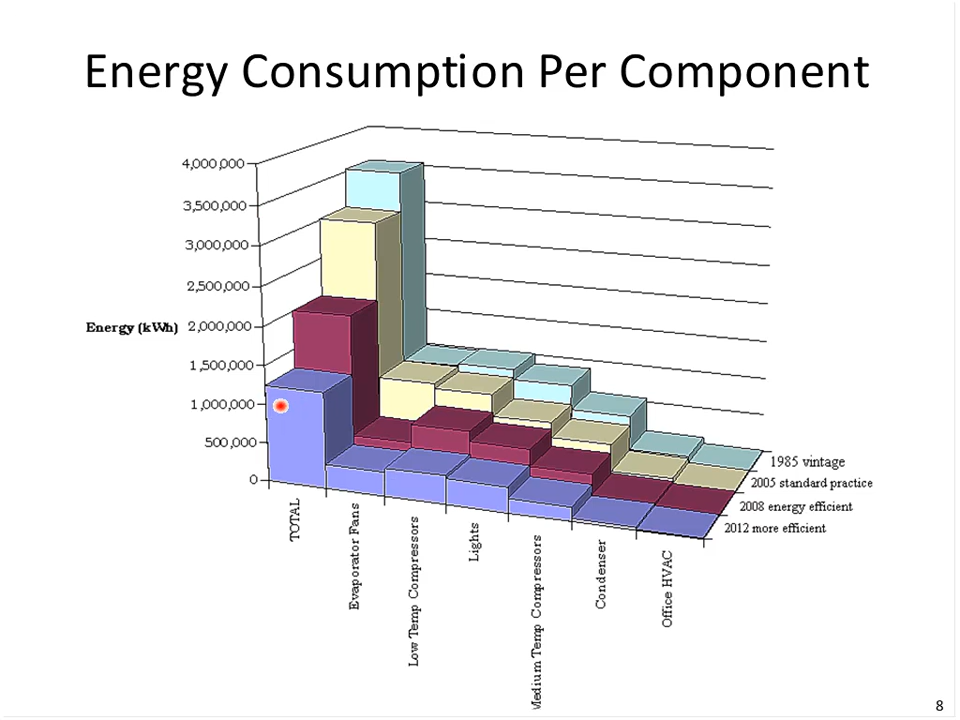 Energy Consumption Per Component
4,000,000
3,500,000
3,000,000
2,500,000
Energy (kWh)
2,000,000
1,500,000
1,000,000
500,000
0
1985 vintage
2005 standard practice
2008 energy efficient
2012 more efficient
TOTAL
Evaporator Fans
Low Temp Compressors
Lights
Medium Temp Compressors
Condenser
Office HVAC
8